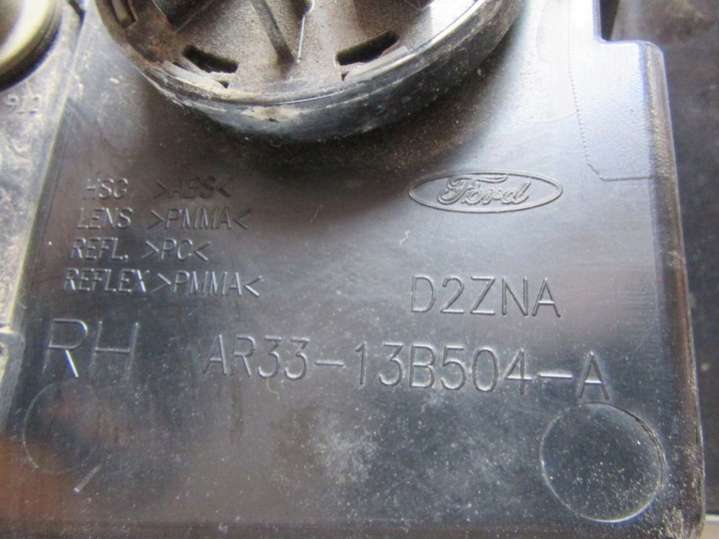 HSG >ABS<
LENS >PMMA<
REFL. >PC<
REFLEX >PMMA<
Ford
D2ZNA
RH AR33-13B504-A